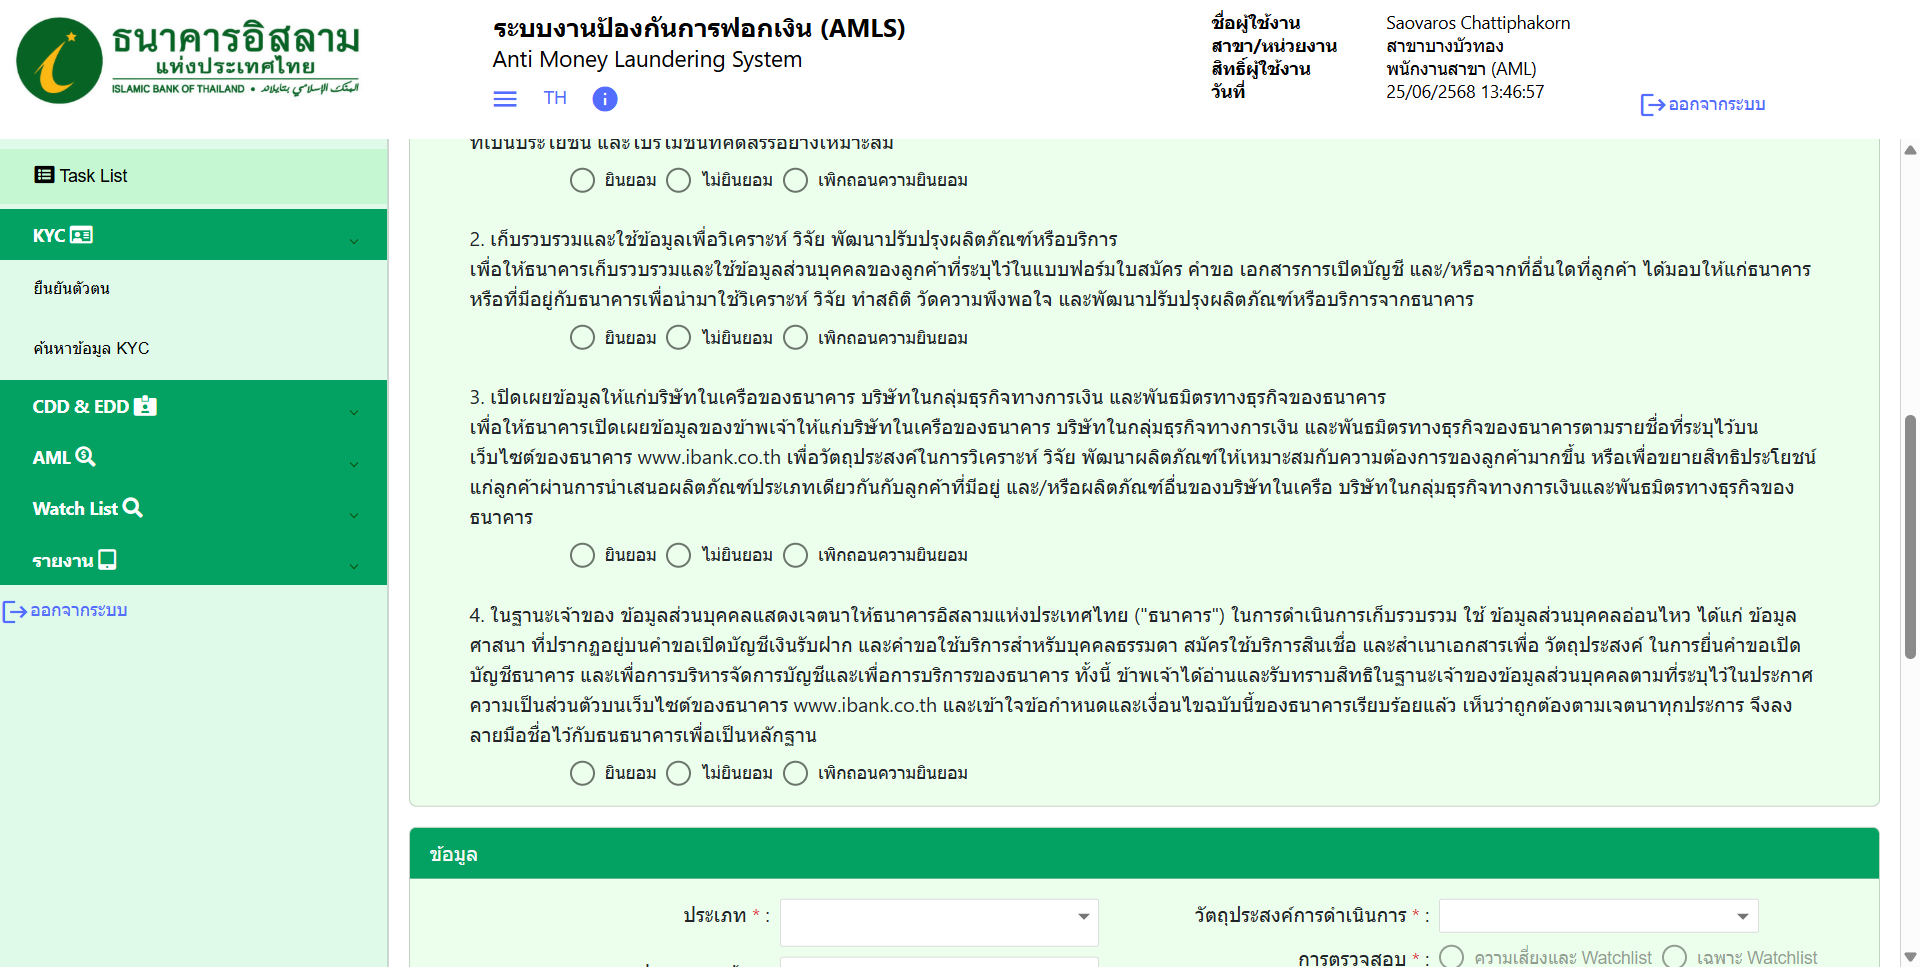 ธนาคารอิสลาม
แห่งประเทศไทย
ISLAMIC BANK OF THAILAND •
ระบบงานป้องกันการฟอกเงิน (AMLS)
Anti Money Laundering System
TH
ชื่อผู้ใช้งาน Saovaros Chattiphakorn
สาขา/หน่วยงาน สาขาบางบัวทอง
สิทธิ์ผู้ใช้งาน พนักงานสาขา (AML)
วันที่ 25/06/2568 13:46:57
ออกจากระบบ
Task List
KYC
ยืนยันตัวตน
ค้นหาข้อมูล KYC
CDD & EDD
AML
Watch List
รายงาน
ออกจากระบบ
ที่เป็นประโยชน์ และโปรโมชันที่คัดสรรอย่างเหมาะสม
ยินยอม ไม่ยินยอม เพิกถอนความยินยอม
2. เก็บรวบรวมและใช้ข้อมูลเพื่อวิเคราะห์ วิจัย พัฒนาปรับปรุงผลิตภัณฑ์หรือบริการ
เพื่อให้ธนาคารเก็บรวบรวมและใช้ข้อมูลส่วนบุคคลของลูกค้าที่ระบุไว้ในแบบฟอร์มใบสมัคร คำขอ เอกสารการเปิดบัญชี และ/หรือจากที่อื่นใดที่ลูกค้า ได้มอบให้แก่ธนาคาร
หรือที่มีอยู่กับธนาคารเพื่อนำมาใช้วิเคราะห์ วิจัย ทำสถิติ วัดความพึงพอใจ และพัฒนาปรับปรุงผลิตภัณฑ์หรือบริการจากธนาคาร
ยินยอม ไม่ยินยอม เพิกถอนความยินยอม
3. เปิดเผยข้อมูลให้แก่บริษัทในเครือของธนาคาร บริษัทในกลุ่มธุรกิจทางการเงิน และพันธมิตรทางธุรกิจของธนาคาร
เพื่อให้ธนาคารเปิดเผยข้อมูลของข้าพเจ้าให้แก่บริษัทในเครือของธนาคาร บริษัทในกลุ่มธุรกิจทางการเงิน และพันธมิตรทางธุรกิจของธนาคารตามรายชื่อที่ระบุไว้บน
เว็บไซต์ของธนาคาร www.ibank.co.th เพื่อวัตถุประสงค์ในการวิเคราะห์ วิจัย พัฒนาผลิตภัณฑ์ให้เหมาะสมกับความต้องการของลูกค้ามากขึ้น หรือเพื่อขยายสิทธิประโยชน์
แก่ลูกค้าผ่านการนำเสนอผลิตภัณฑ์ประเภทเดียวกันกับลูกค้าที่มีอยู่ และ/หรือผลิตภัณฑ์อื่นของบริษัทในเครือ บริษัทในกลุ่มธุรกิจทางการเงินและพันธมิตรทางธุรกิจของ
ธนาคาร
ยินยอม ไม่ยินยอม เพิกถอนความยินยอม
4. ในฐานะเจ้าของ ข้อมูลส่วนบุคคลแสดงเจตนาให้ธนาคารอิสลามแห่งประเทศไทย ("ธนาคาร") ในการดำเนินการเก็บรวบรวม ใช้ ข้อมูลส่วนบุคคลอ่อนไหว ได้แก่ ข้อมูล
ศาสนา ที่ปรากฏอยู่บนคำขอเปิดบัญชีเงินรับฝาก และคำขอใช้บริการสำหรับบุคคลธรรมดา สมัครใช้บริการสินเชื่อ และสำเนาเอกสารเพื่อ วัตถุประสงค์ ในการยื่นคำขอเปิด
บัญชีธนาคาร และเพื่อการบริหารจัดการบัญชีและเพื่อการบริการของธนาคาร ทั้งนี้ ข้าพเจ้าได้อ่านและรับทราบสิทธิในฐานะเจ้าของข้อมูลส่วนบุคคลตามที่ระบุไว้ในประกาศ
ความเป็นส่วนตัวบนเว็บไซต์ของธนาคาร www.ibank.co.th และเข้าใจข้อกำหนดและเงื่อนไขฉบับนี้ของธนาคารเรียบร้อยแล้ว เห็นว่าถูกต้องตามเจตนาทุกประการ จึงลง
ลายมือชื่อไว้กับธนธนาคารเพื่อเป็นหลักฐาน
ยินยอม ไม่ยินยอม เพิกถอนความยินยอม
ข้อมูล
ประเภท * : วัตถุประสงค์การดำเนินการ * :
การตรวจสอบ * : ความเสี่ยงและ Watchlist เฉพาะ Watchlist